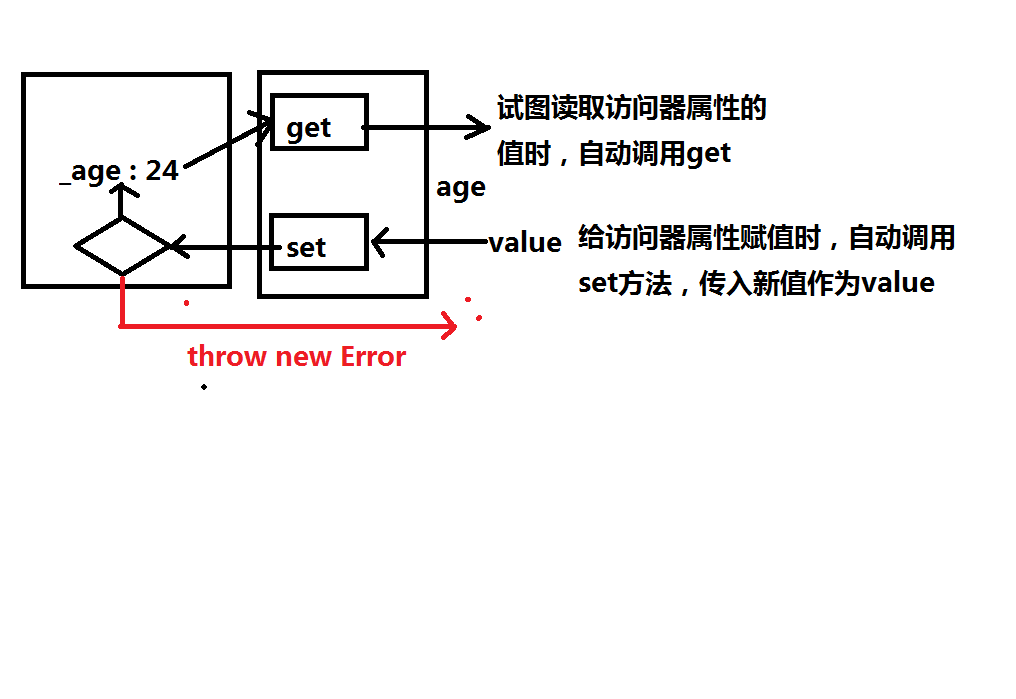 get
试图读取访问器属性的
值时，自动调用get
_age : 24
age
set
value
给访问器属性赋值时，自动调用
set方法，传入新值作为value
throw new Error